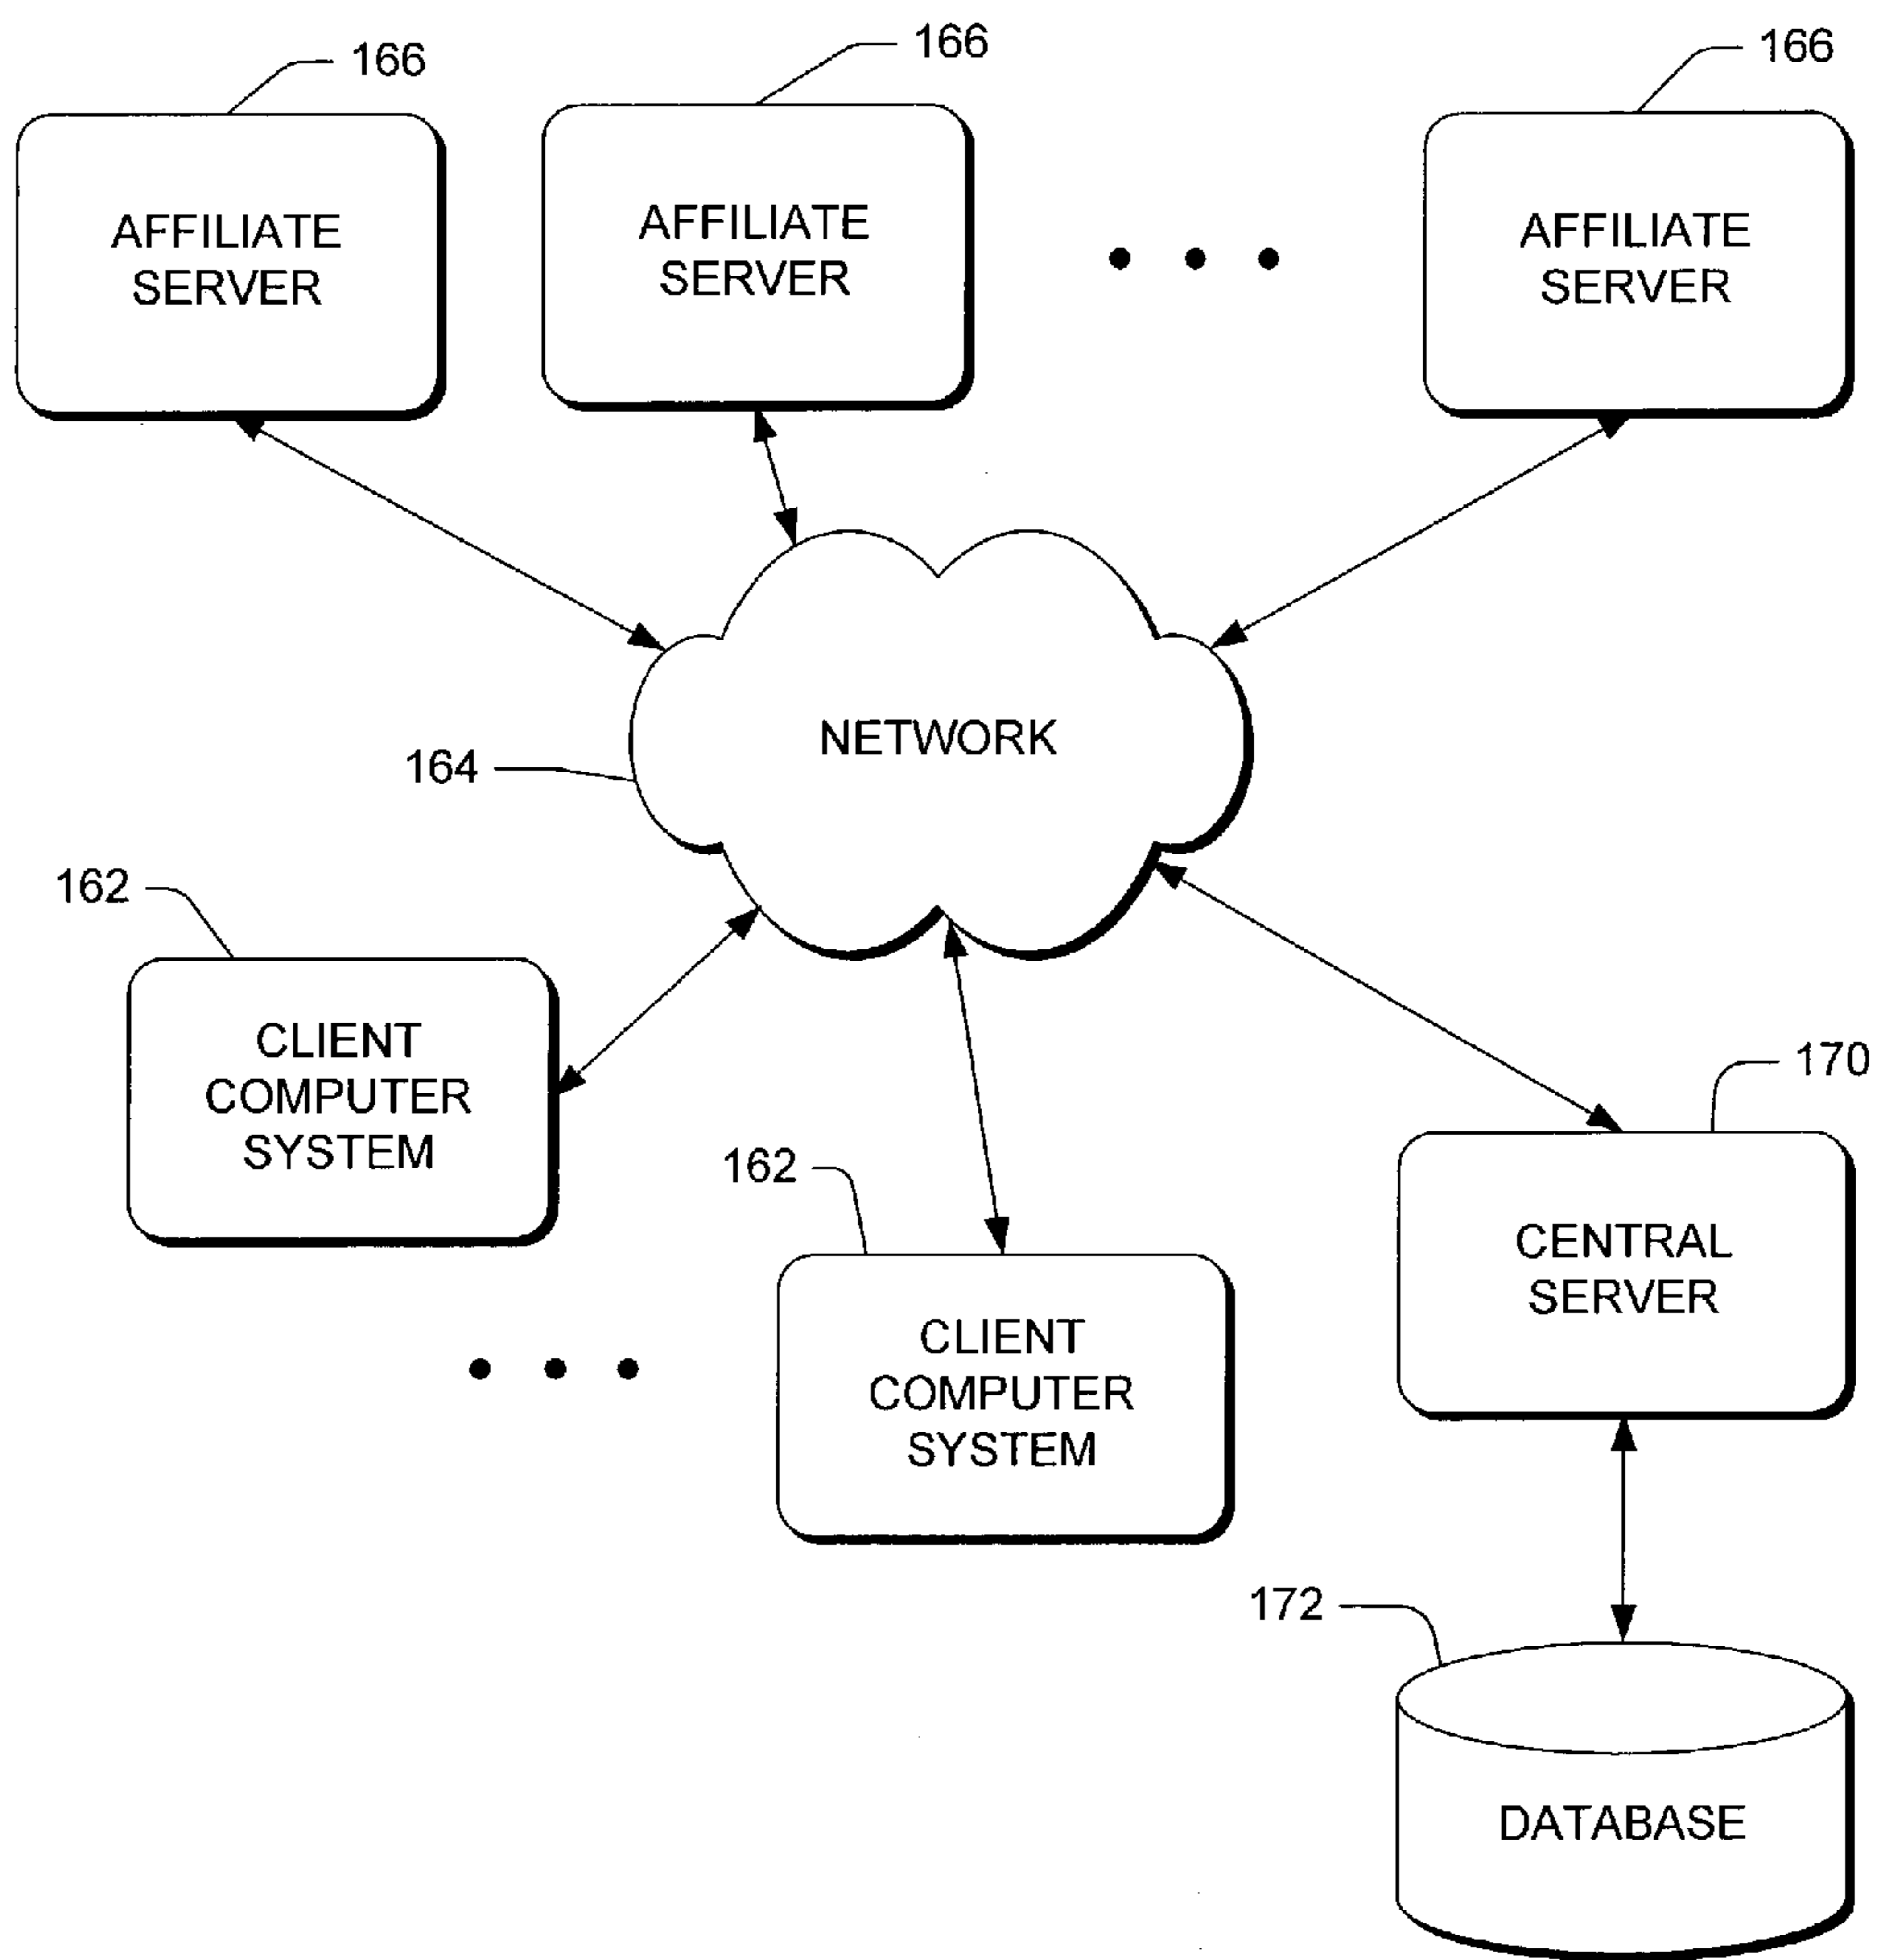 166
166
166
AFFILIATE
SERVER
AFFILIATE
SERVER
AFFILIATE
SERVER
NETWORK
164
162
CLIENT
COMPUTER
SYSTEM
170
162
CENTRAL
SERVER
CLIENT
COMPUTER
SYSTEM
172
DATABASE